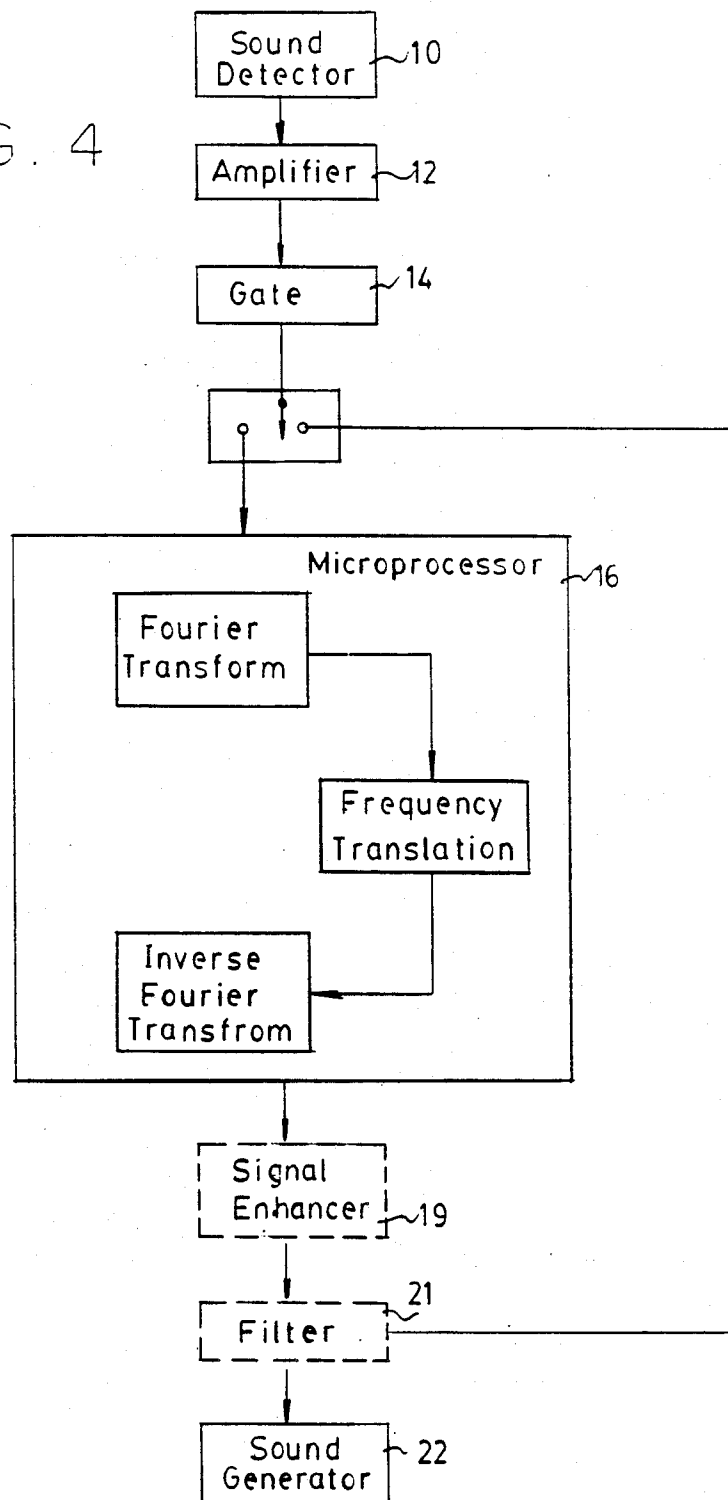 Sound
Detector
10
G. 4
Amplifier
12
Gate
14
Microprocessor
16
Fourier
Transform
Frequency
Translation
Inverse
Fourier
Transfrom
Signal
Enhancer
19
21
Filter
Sound
Generator
22